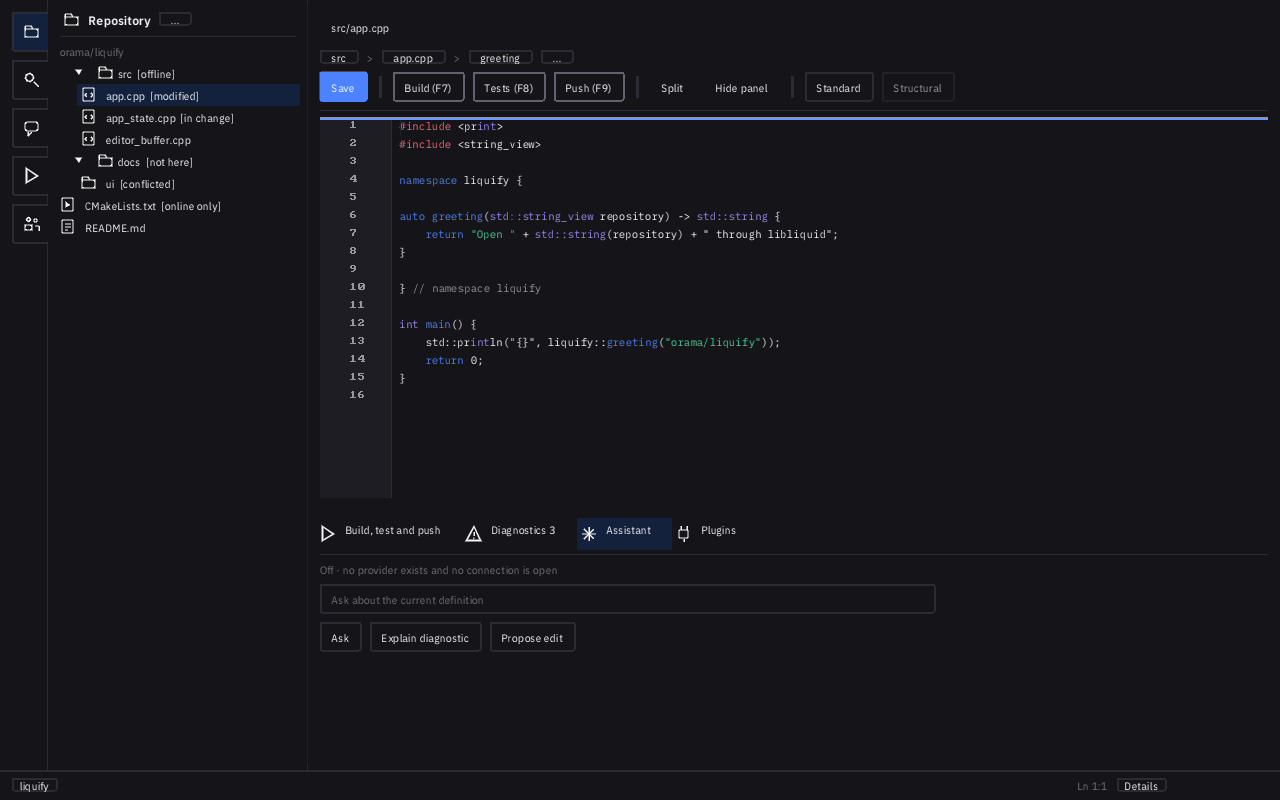 Repository ...
orama/liquify
src [offline]
app.cpp [modified]
app_state.cpp [in change]
editor_buffer.cpp
docs [not here]
ui [conflicted]
CMakeLists.txt [online only]
README.md
src/app.cpp
src > app.cpp > greeting ...
Save Build (F7) Tests (F8) Push (F9) Split Hide panel Standard Structural
1 #include <print>
2 #include <string_view>
3
4 namespace liquify {
5
6 auto greeting(std::string_view repository) -> std::string {
7 return "Open " + std::string(repository) + " through libliquid";
8 }
9
10 } // namespace liquify
11
12 int main() {
13 std::println("{}", liquify::greeting("orama/liquify"));
14 return 0;
15 }
16
Build, test and push Diagnostics 3 Assistant Plugins
Off · no provider exists and no connection is open
Ask about the current definition
Ask Explain diagnostic Propose edit
liquify Ln 1:1 Details